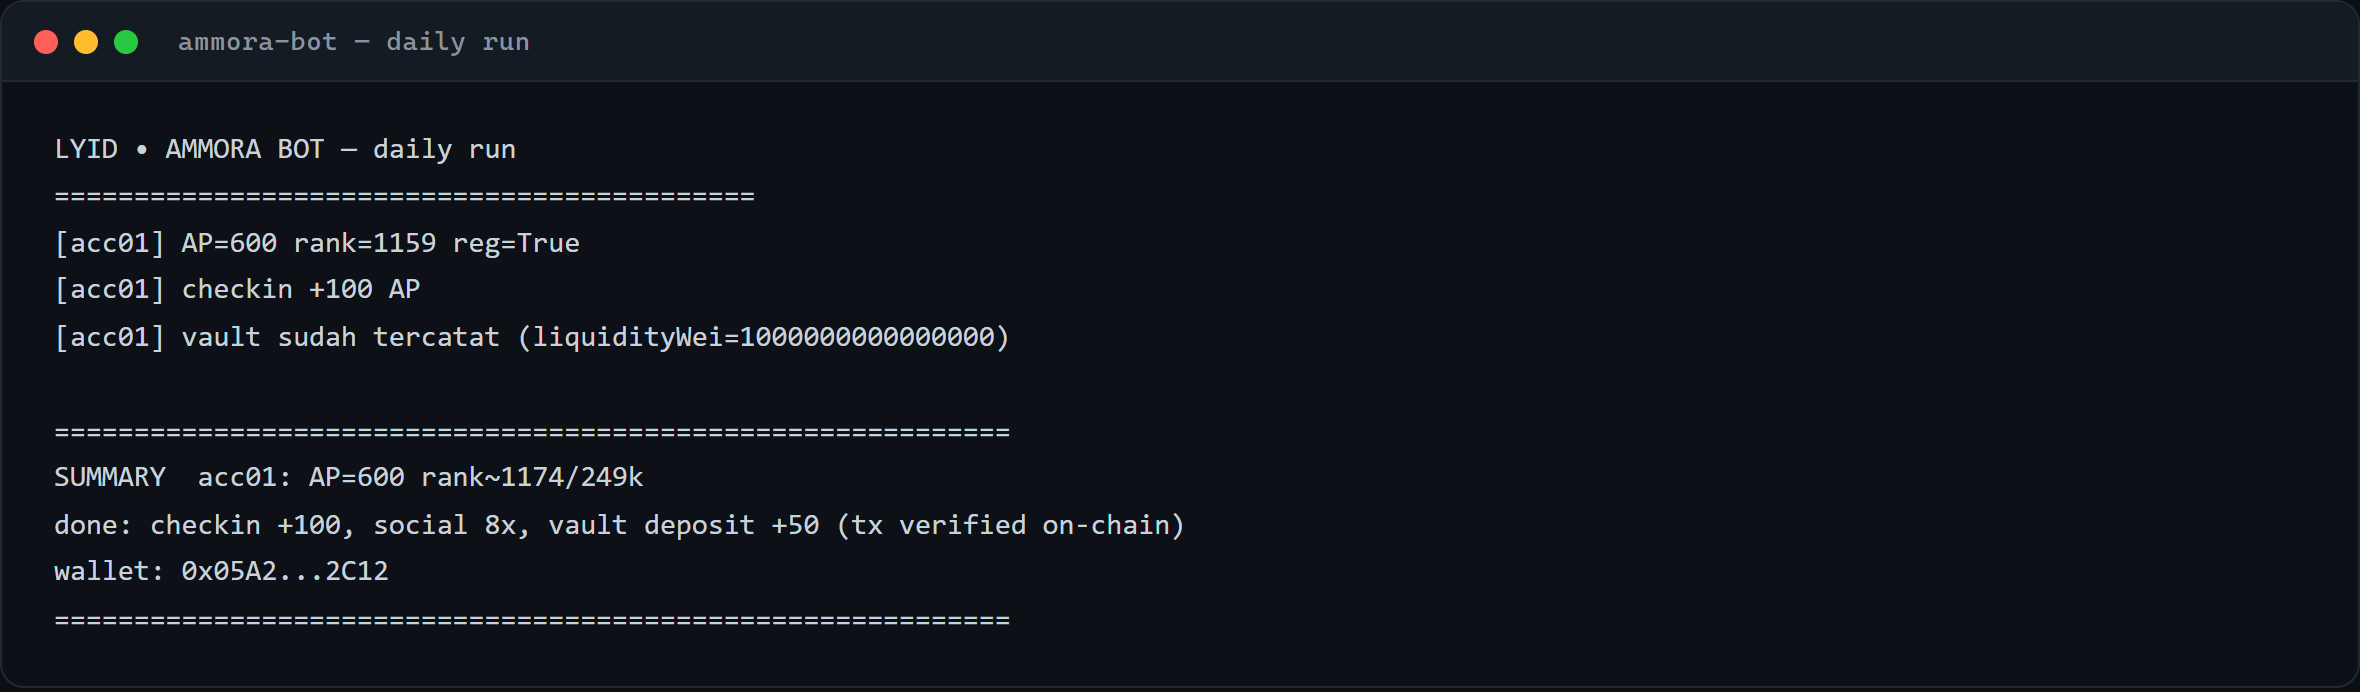 ammora-bot — daily run
LYID • AMMORA BOT — daily run
============================================
[acc01] AP=600 rank=1159 reg=True
[acc01] checkin +100 AP
[acc01] vault sudah tercatat (liquidityWei=1000000000000000)
============================================================
SUMMARY  acc01: AP=600 rank~1174/249k
done: checkin +100, social 8x, vault deposit +50 (tx verified on-chain)
wallet: 0x05A2...2C12
============================================================